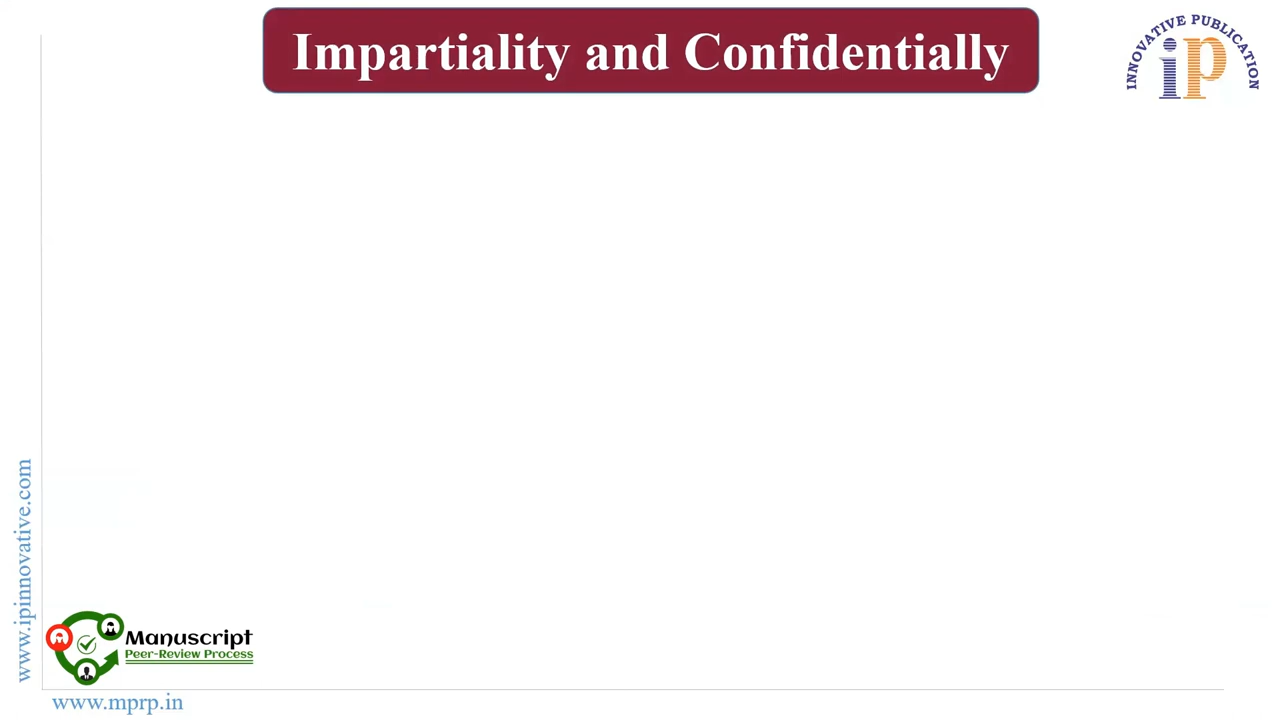 Impartiality and Confidentially
INNOVATIVE PUBLICATION
ip
www.ipinnovative.com
Manuscript
Peer-Review Process
www.mprp.in